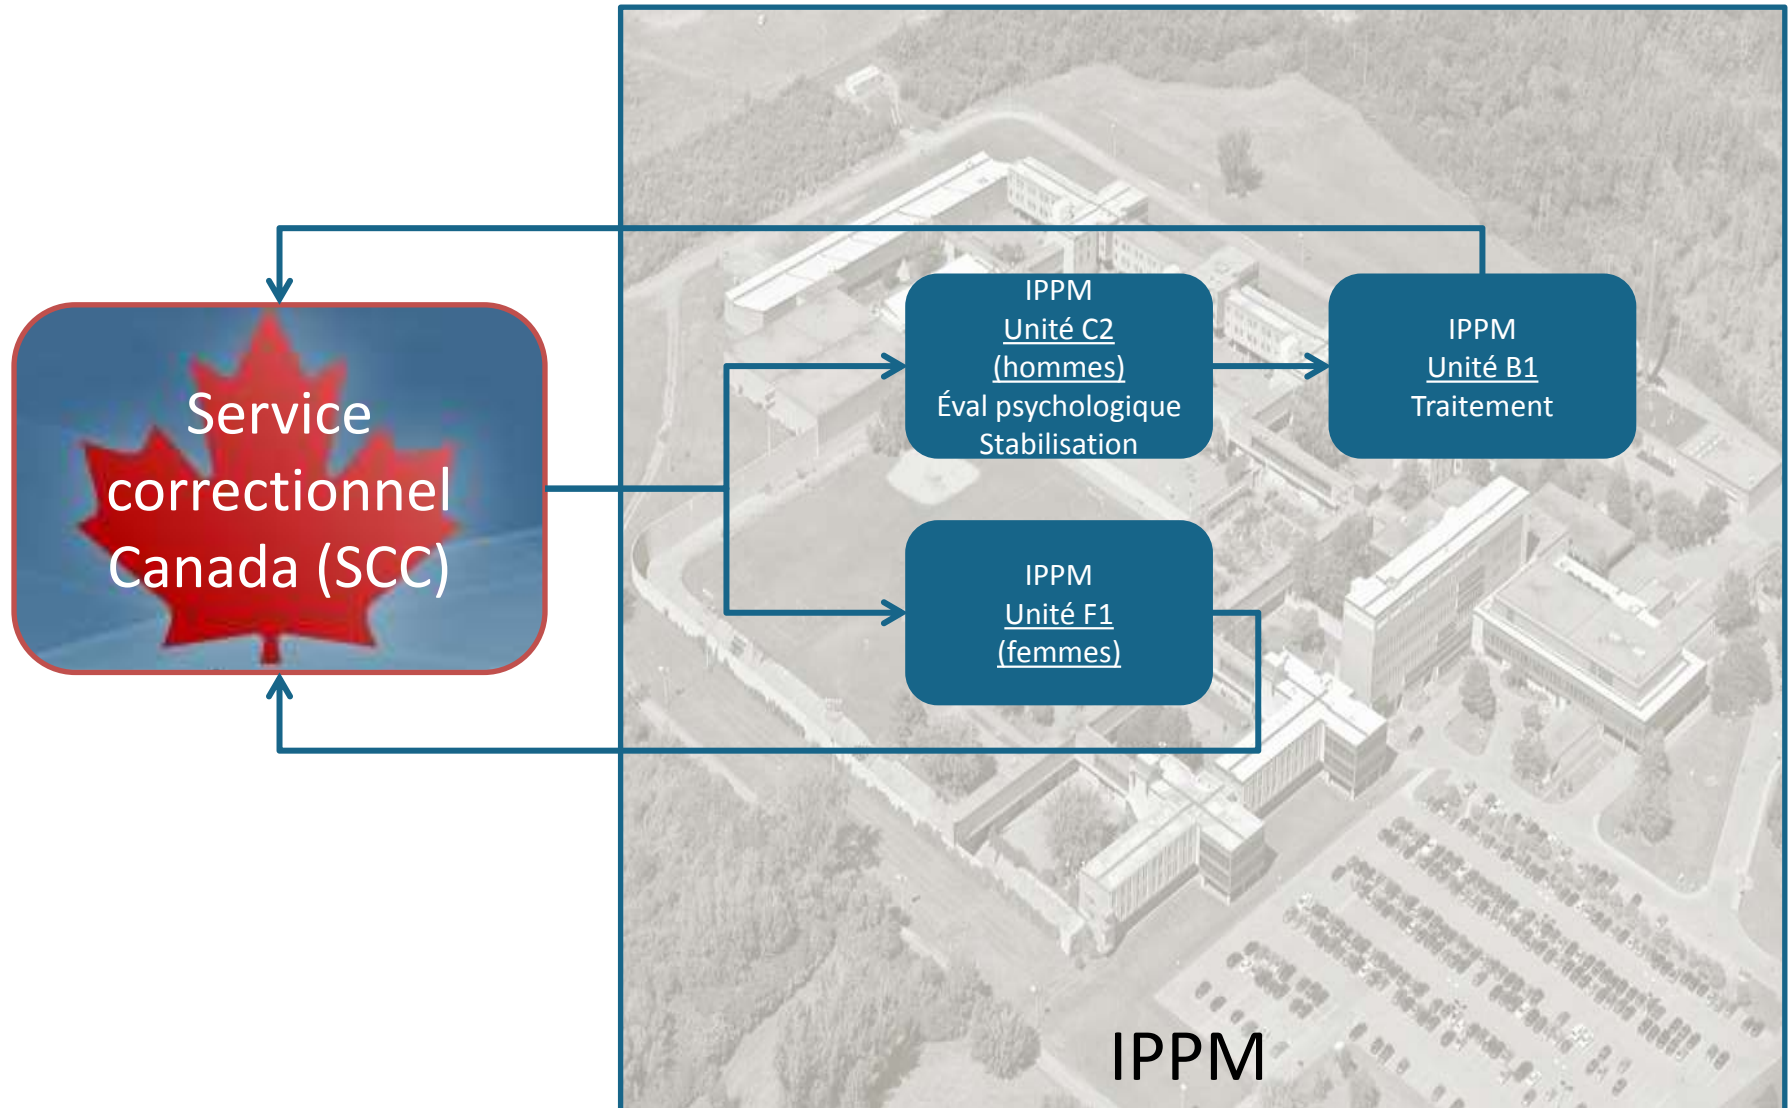 Service
correctionnel
Canada (SCC)
IPPM
Unité C2
(hommes)
Éval psychologique
Stabilisation
IPPM
Unité B1
Traitement
IPPM
Unité F1
(femmes)
IPPM